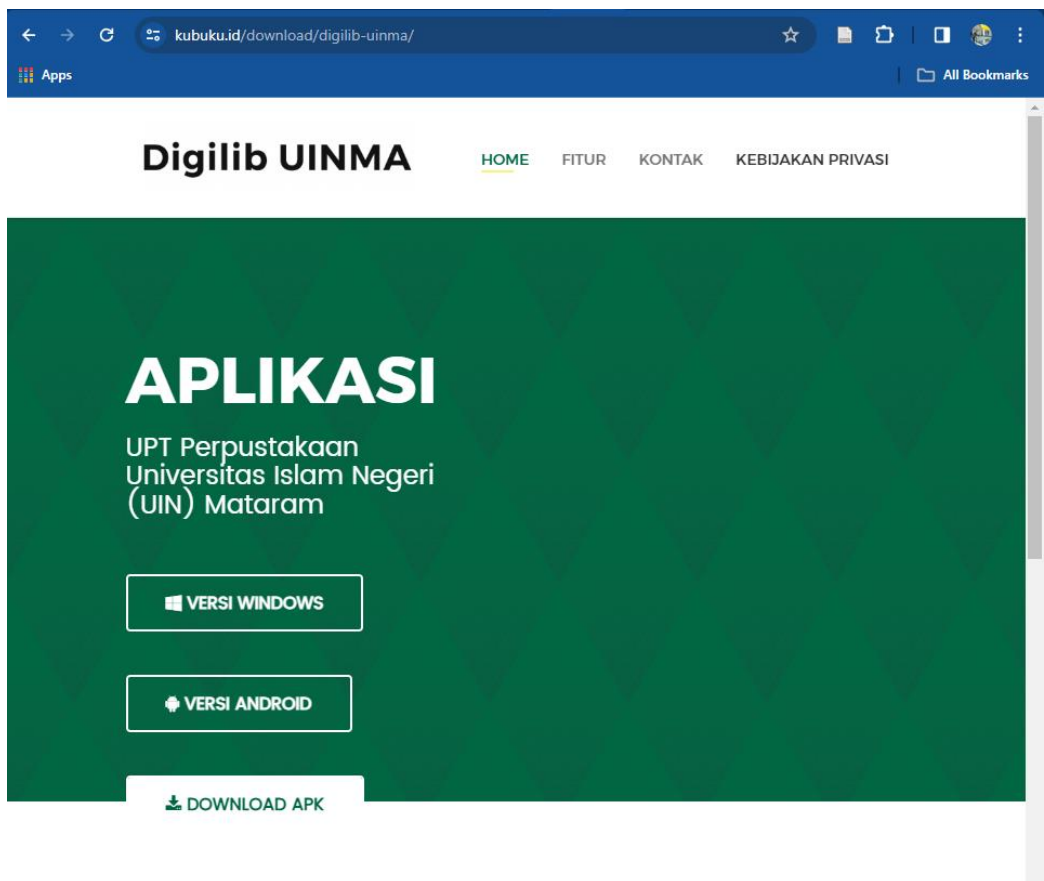 kubuku.id/download/digilib-uinma/
Apps
All Bookmarks
Digilib UINMA
HOME FITUR KONTAK KEBIJAKAN PRIVASI
APLIKASI
UPT Perpustakaan
Universitas Islam Negeri
(UIN) Mataram
VERSI WINDOWS
VERSI ANDROID
DOWNLOAD APK